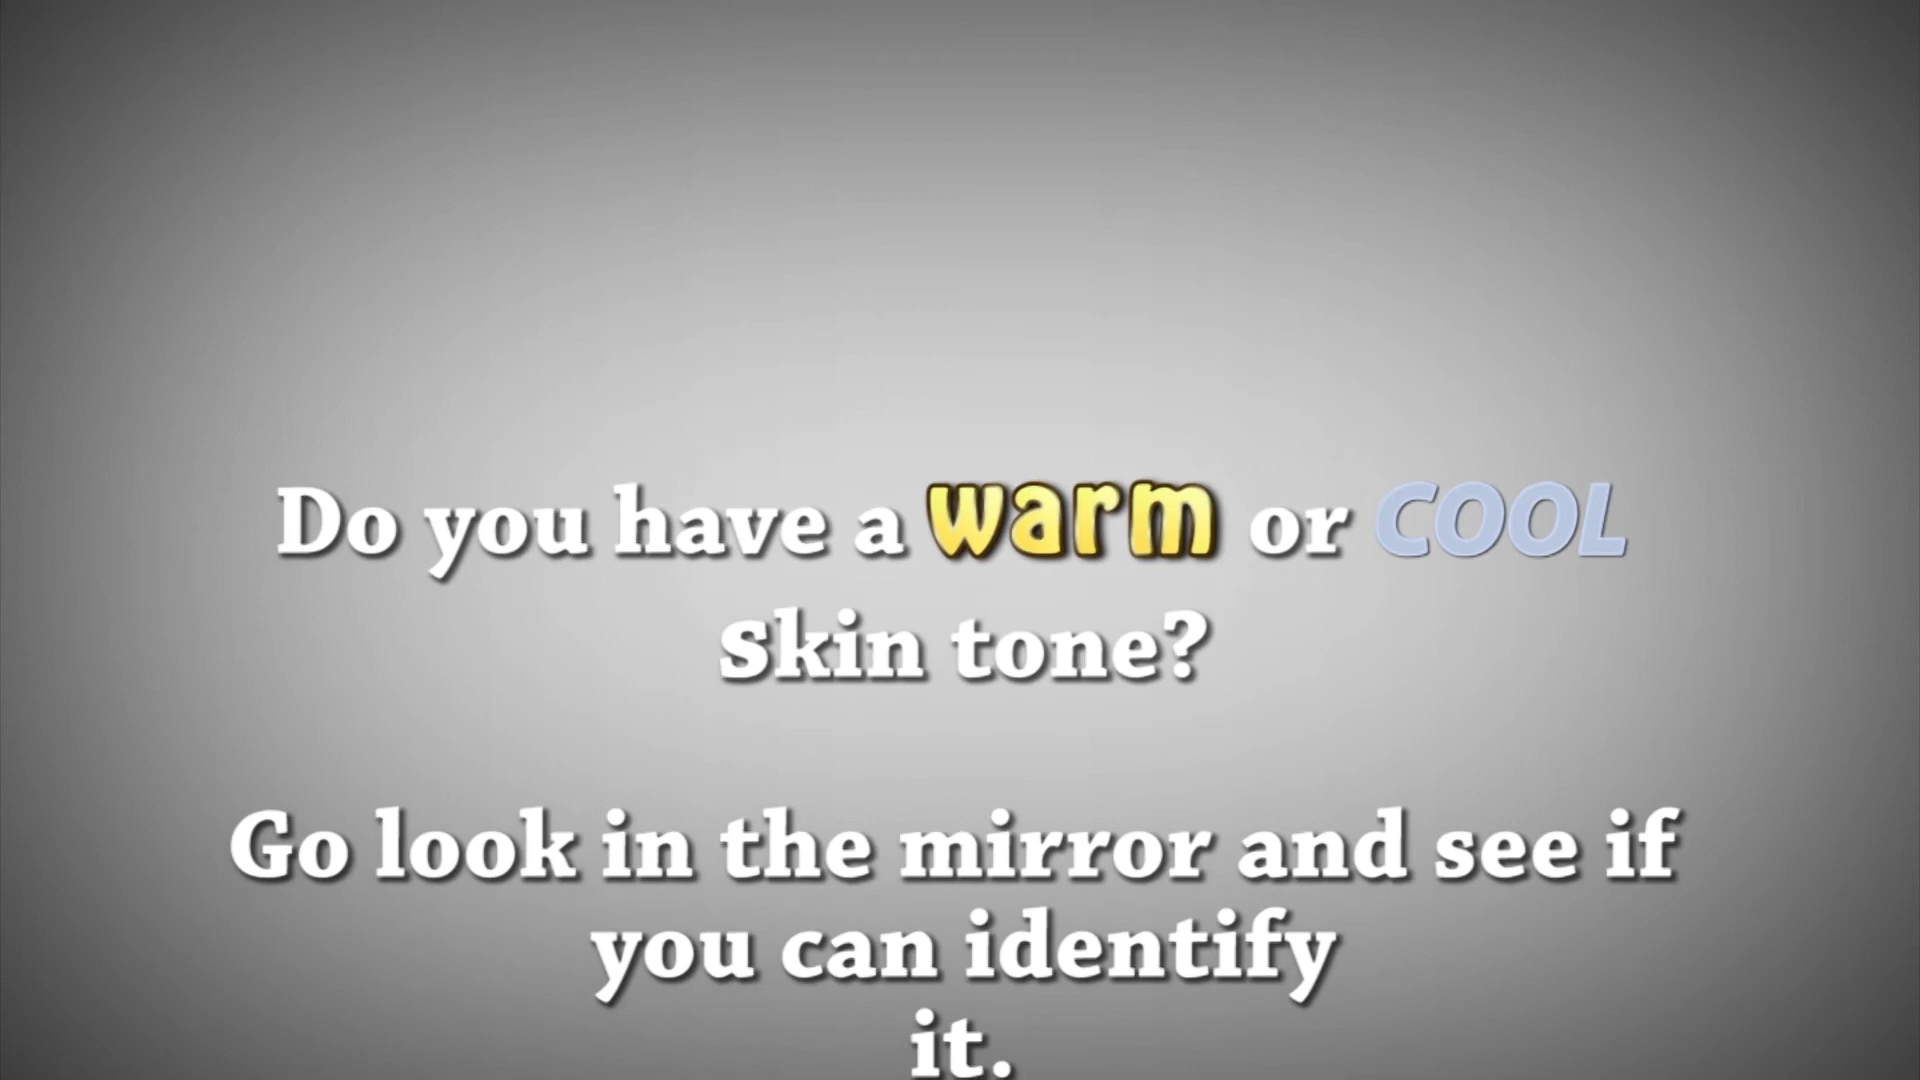 Do you have a warm or COOL
skin tone?
Go look in the mirror and see if
you can identify
it.